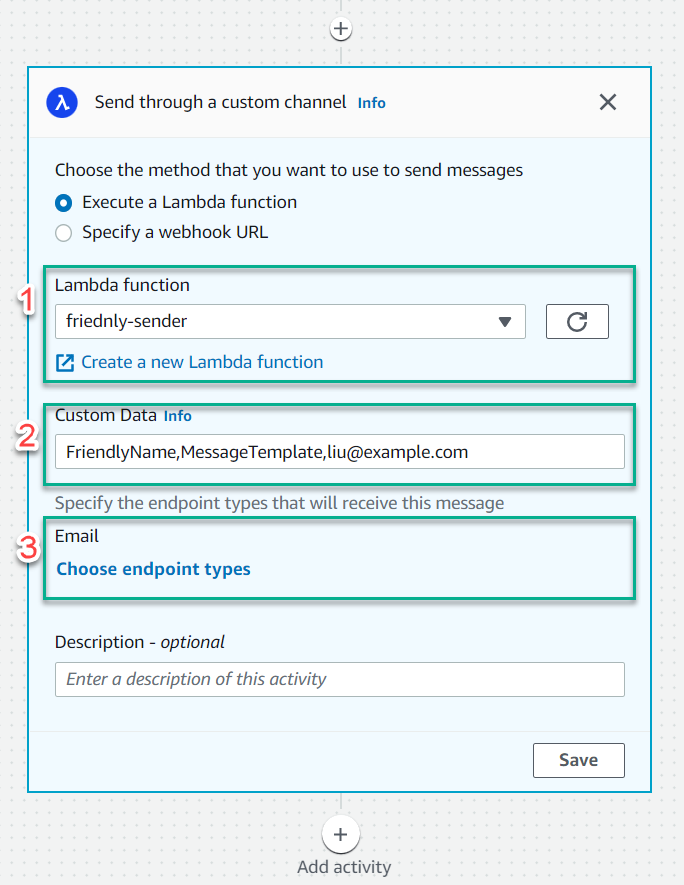 Send through a custom channel Info
Choose the method that you want to use to send messages
Execute a Lambda function
Specify a webhook URL
1
Lambda function
friednly-sender
Create a new Lambda function
2
Custom Data Info
FriendlyName,MessageTemplate,liu@example.com
Specify the endpoint types that will receive this message
3
Email
Choose endpoint types
Description - optional
Enter a description of this activity
Save
Add activity